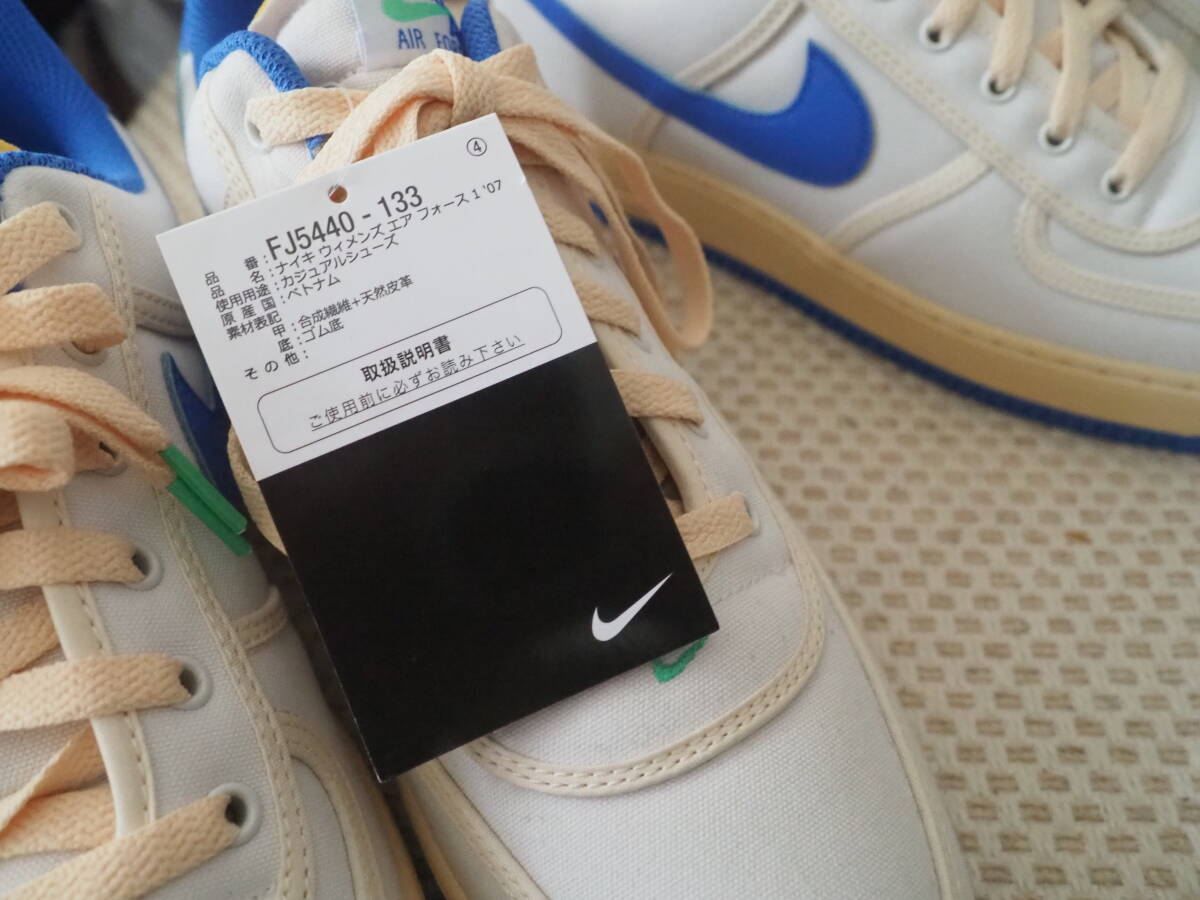 AIR FO
④
品番：FJ5440-133
品名：ナイキ ウィメンズ エア フォース 1 '07
使用用途：カジュアルシューズ
原産国：ベトナム
素材表記
甲：合成繊維+天然皮革
底：ゴム底
その他：
取扱説明書
ご使用前に必ずお読み下さい